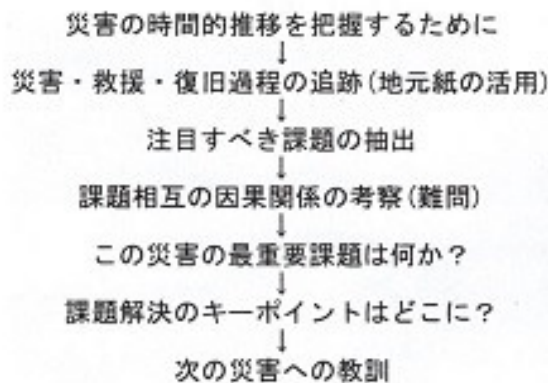 災害の時間的推移を把握するために
↓
災害・救援・復旧過程の追跡(地元紙の活用)
↓
注目すべき課題の抽出
↓
課題相互の因果関係の考察(難問)
↓
この災害の最重要課題は何か?
↓
課題解決のキーポイントはどこに?
↓
次の災害への教訓